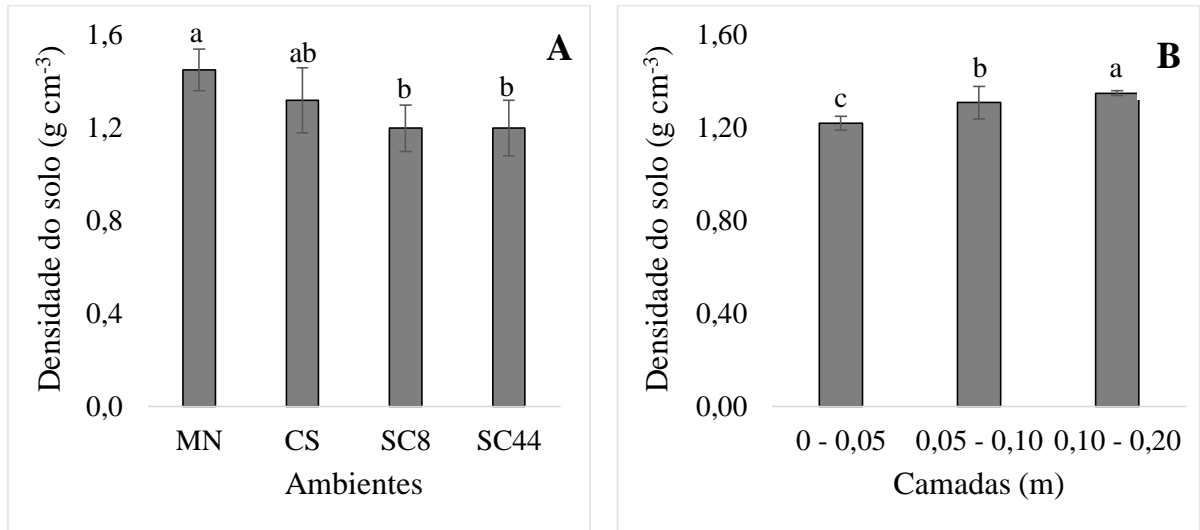 A
Densidade do solo (g cm-3)
1,6
1,2
0,8
0,4
0,0
a
ab
b
b
MN
CS
SC8
SC44
Ambientes
B
Densidade do solo (g cm-3)
1,60
1,20
0,80
0,40
0,00
c
b
a
0 - 0,05
0,05 - 0,10
0,10 - 0,20
Camadas (m)